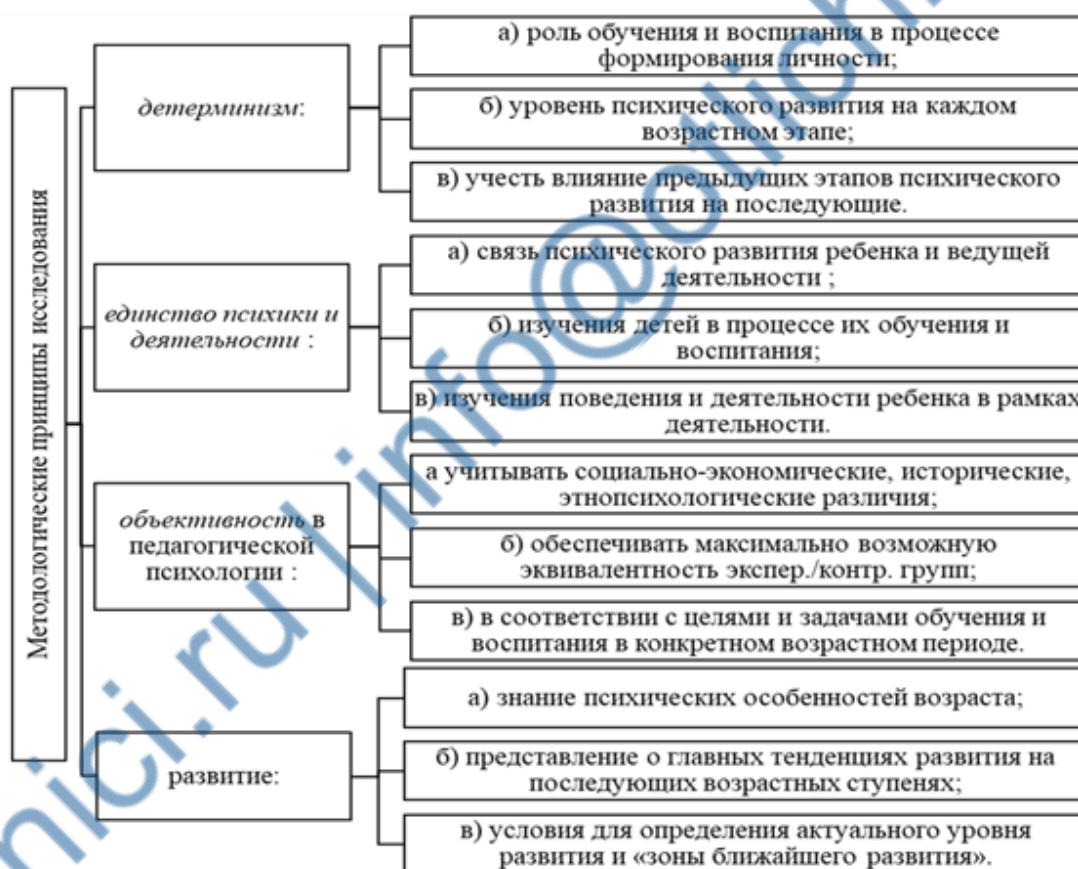 Методологические принципы исследования
детерминизм:
а) роль обучения и воспитания в процессе
формирования личности;
б) уровень психического развития на каждом
возрастном этапе;
в) учесть влияние предыдущих этапов психического
развития на последующие.
единство психики и
деятельности :
а) связь психического развития ребенка и ведущей
деятельности ;
б) изучения детей в процессе их обучения и
воспитания;
в) изучения поведения и деятельности ребенка в рамках
деятельности.
объективность в
педагогической
психологии :
а учитывать социально-экономические, исторические,
этнопсихологические различия;
б) обеспечивать максимально возможную
эквивалентность экспер./контр. групп;
в) в соответствии с целями и задачами обучения и
воспитания в конкретном возрастном периоде.
развитие:
а) знание психических особенностей возраста;
б) представление о главных тенденциях развития на
последующих возрастных ступенях;
в) условия для определения актуального уровня
развития и «зоны ближайшего развития».
nici.ru | info@otlichn